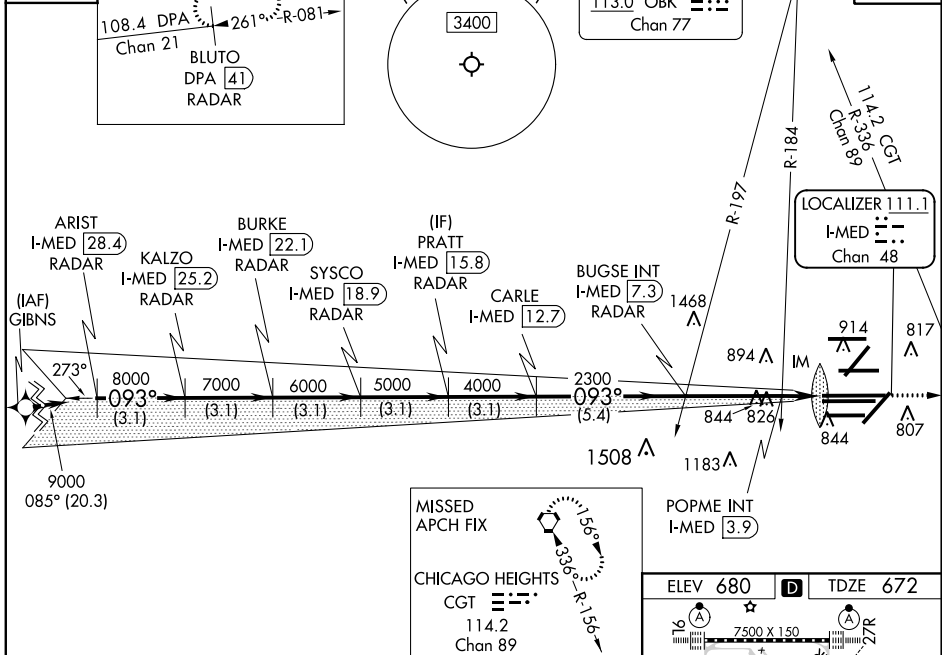 108.4 DPA
Chan 21
261°
R-081
BLUTO
DPA 41
RADAR
3400
113.0 OBK
Chan 77
R-197
R-184
114.2 CGT
R-336
Chan 89
LOCALIZER 111.1
I-MED
Chan 48
ARIST
I-MED 28.4
RADAR
KALZO
I-MED 25.2
RADAR
BURKE
I-MED 22.1
RADAR
SYSCO
I-MED 18.9
RADAR
(IF)
PRATT
I-MED 15.8
RADAR
CARLE
I-MED 12.7
BUGSE INT
I-MED 7.3
RADAR
1468
(IAF)
GIBNS
273°
8000
093°
(3.1)
7000
(3.1)
6000
(3.1)
5000
(3.1)
4000
(3.1)
2300
093°
(5.4)
894
IM
914
817
844
826
844
807
9000
085° (20.3)
1508
1183
POPME INT
I-MED 3.9
MISSED
APCH FIX
156°
336°
R-156
CHICAGO HEIGHTS
CGT
114.2
Chan 89
ELEV 680
D
TDZE 672
A
A
16
7500 X 150
27R